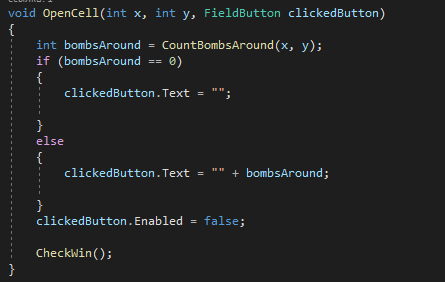 void OpenCell(int x, int y, FieldButton clickedButton)
{
    int bombsAround = CountBombsAround(x, y);
    if (bombsAround == 0)
    {
        clickedButton.Text = "";
    }
    else
    {
        clickedButton.Text = "" + bombsAround;
    }
    clickedButton.Enabled = false;
    CheckWin();
}